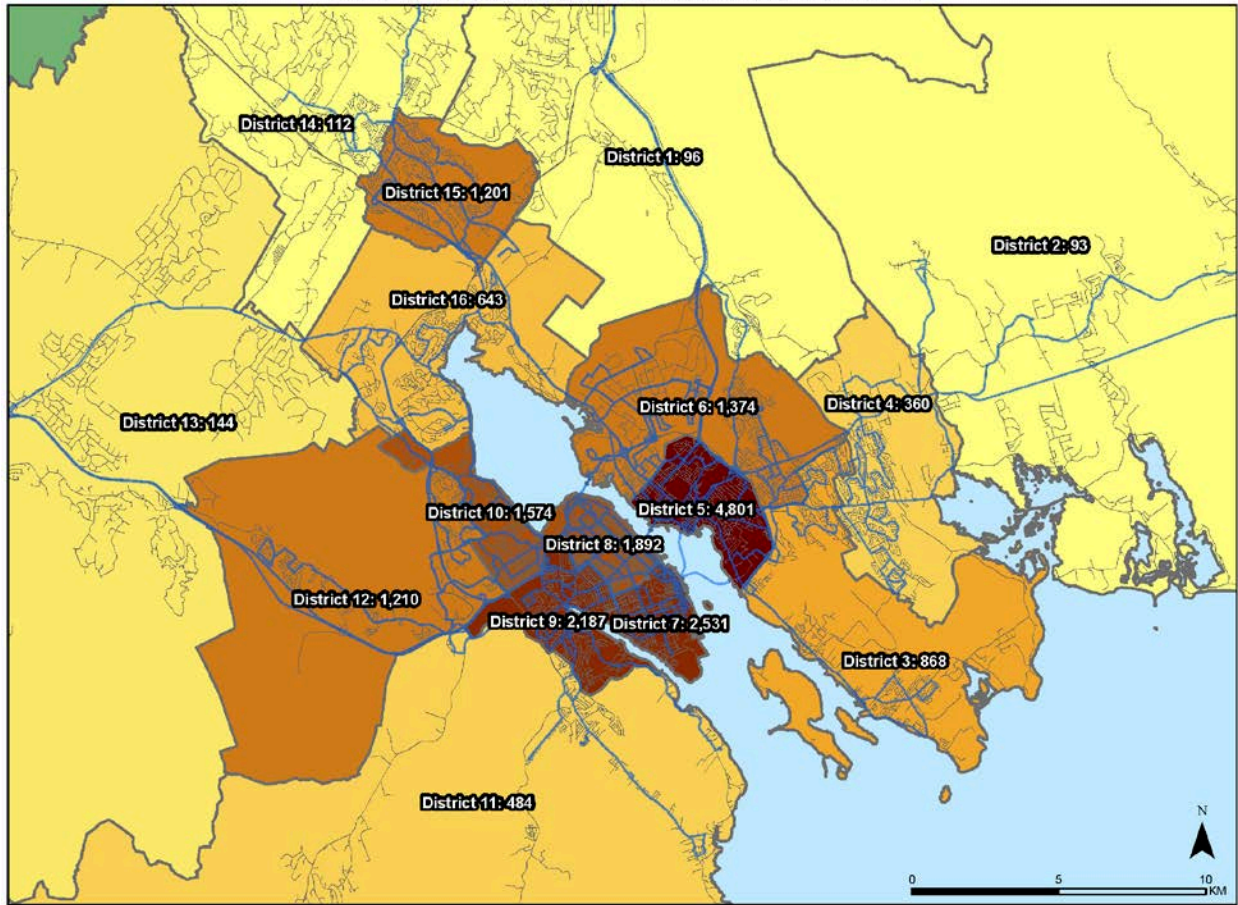 District 14: 112
District 1: 96
District 15: 1,201
District 2: 93
District 16: 643
District 6: 1,374
District 4: 360
District 13: 144
District 10: 1,574
District 5: 4,801
District 8: 1,892
District 12: 1,210
District 9: 2,187
District 7: 2,531
District 3: 868
District 11: 484
N
0 5 10
KM